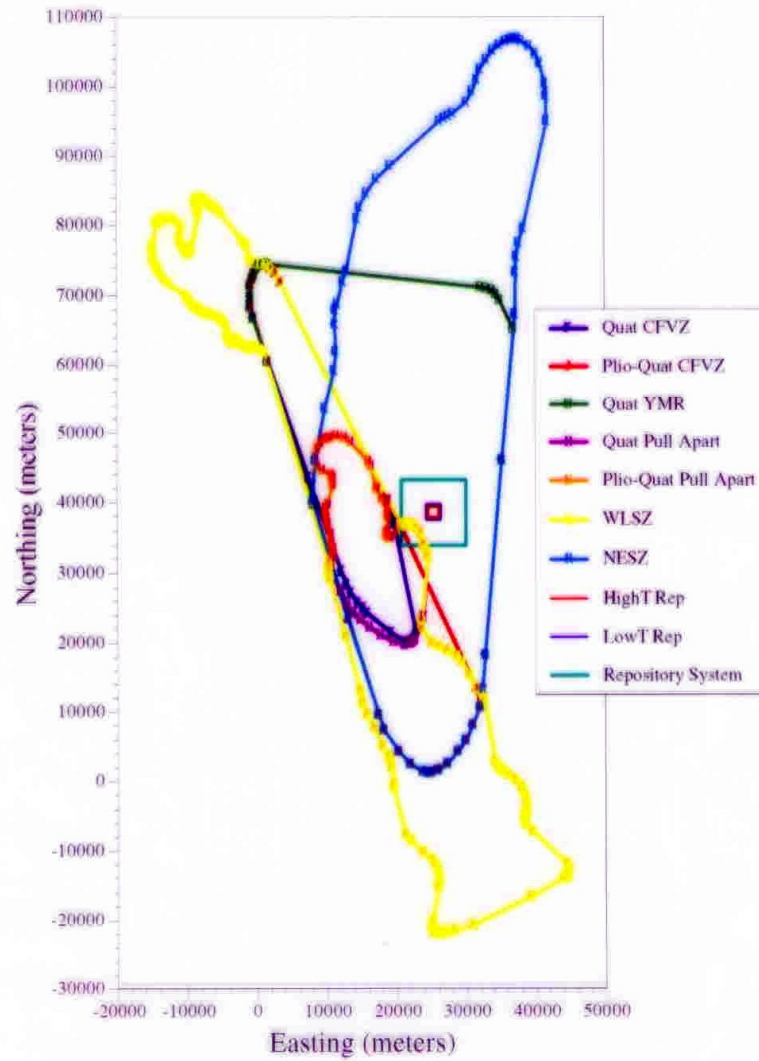 110000
100000
90000
80000
70000
60000
50000
40000
30000
20000
10000
0
-10000
-20000
-30000
-20000 -10000 0 10000 20000 30000 40000 50000
Northing (meters)
Easting (meters)
Quat CFVZ
Plio-Quat CFVZ
Quat YMR
Quat Pull Apart
Plio-Quat Pull Apart
WLSZ
NESZ
HighT Rep
LowT Rep
Repository System